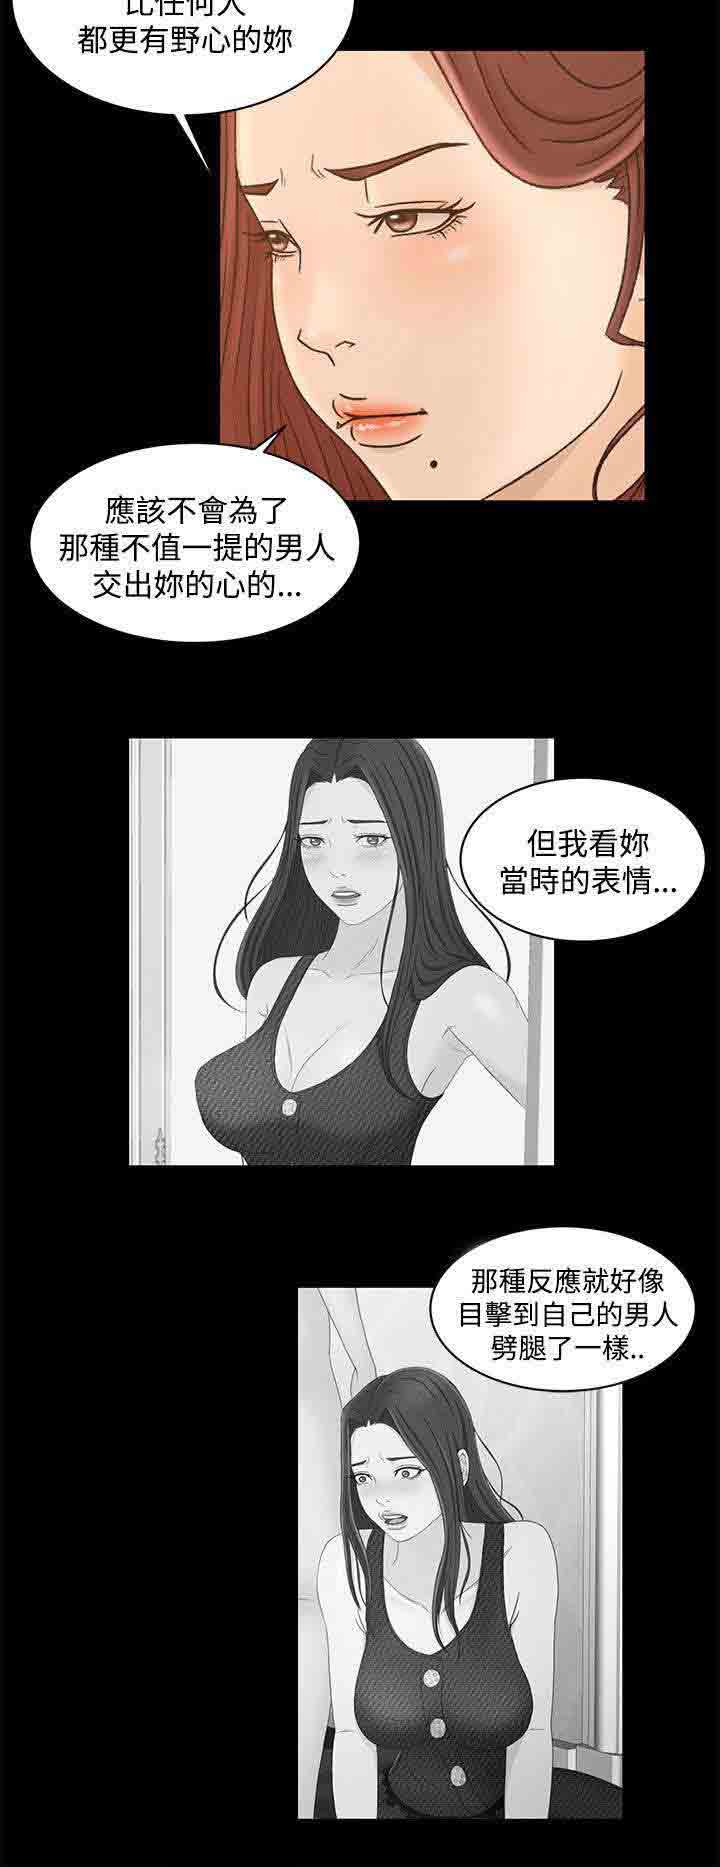 比任何人
都更有野心的妳
應該不會為了
那種不值一提的男人
交出妳的心的...
但我看妳
當時的表情...
那種反應就好像
目擊到自己的男人
劈腿了一樣..